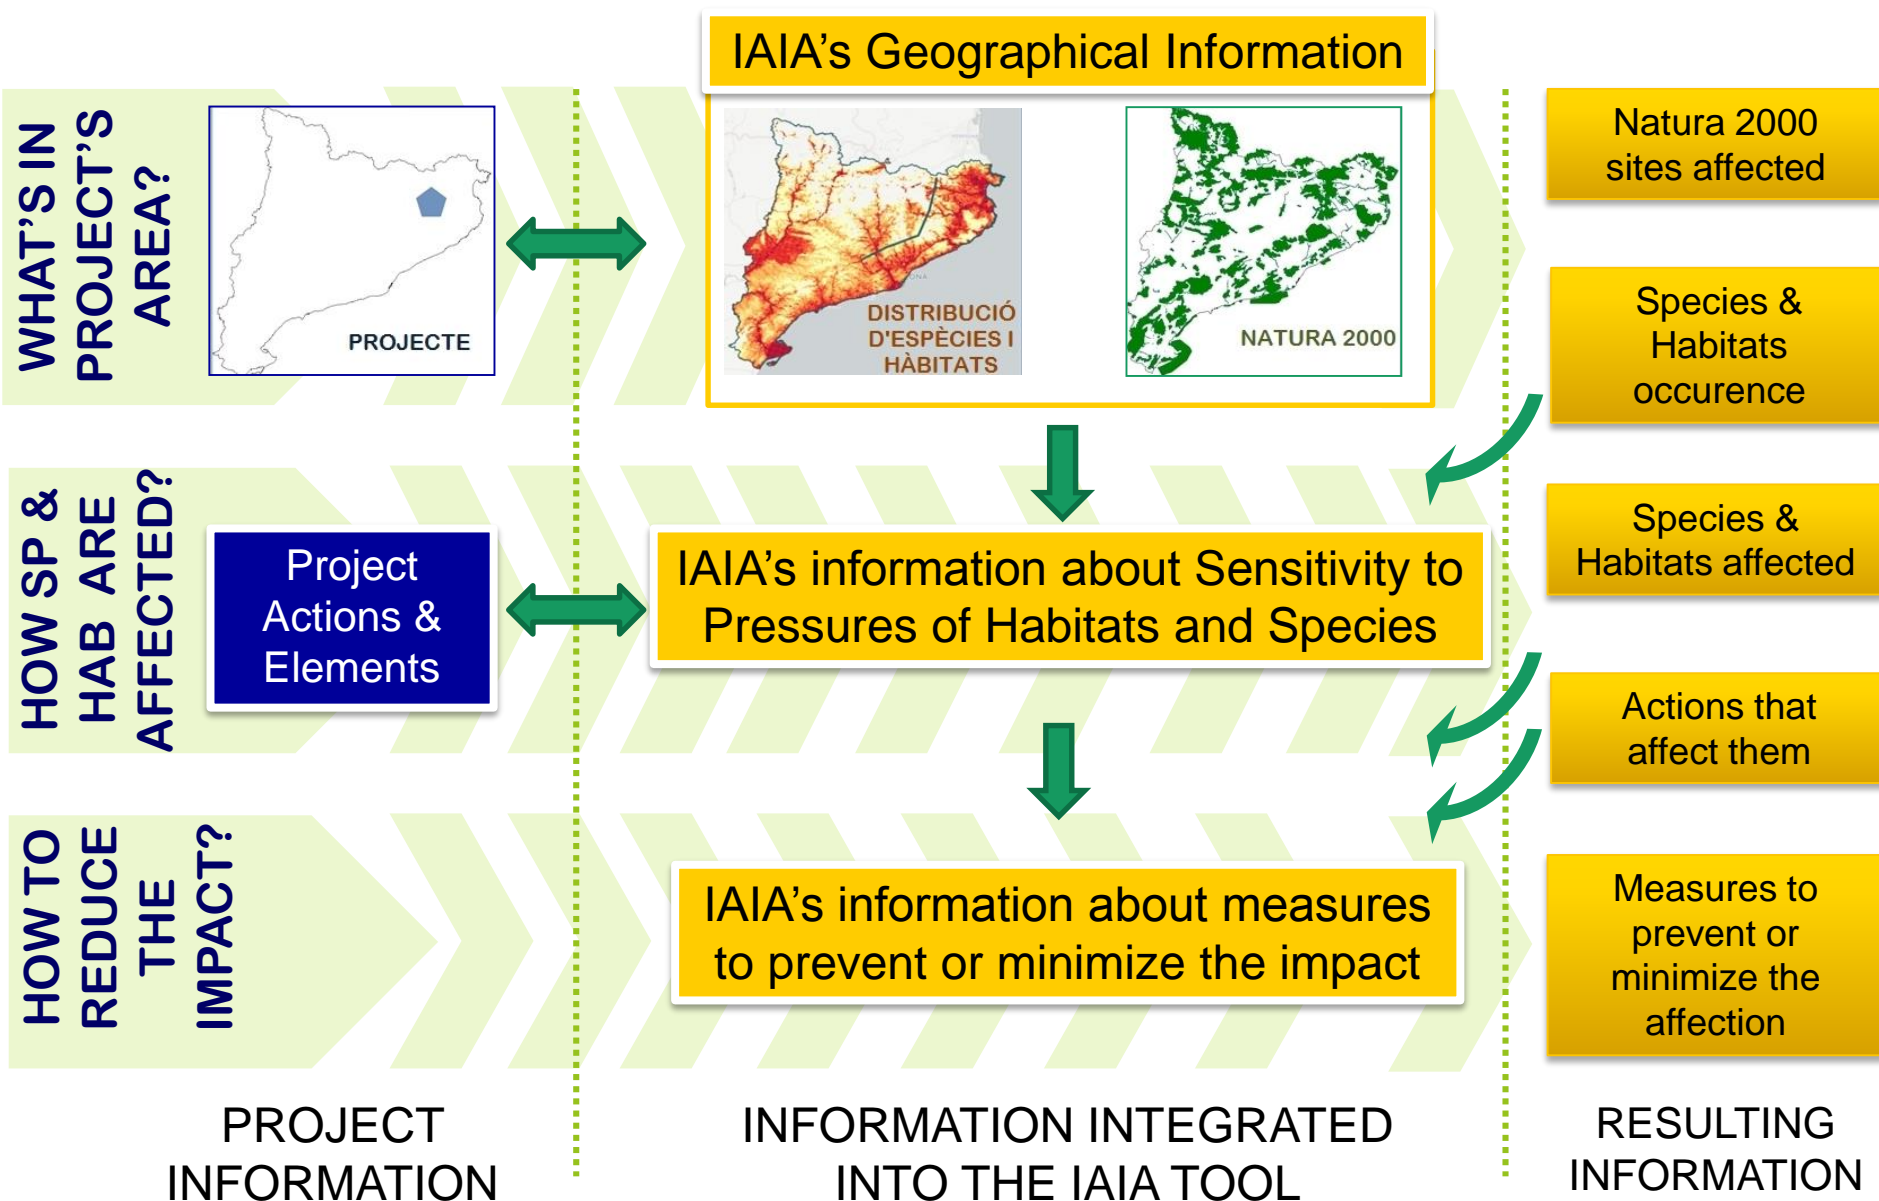 IAIA's Geographical Information
WHAT'S IN
PROJECT'S
AREA?
PROJECTE
DISTRIBUCIÓ
D'ESPÈCIES I
HÀBITATS
NATURA 2000
Natura 2000
sites affected
Species &
Habitats
occurence
HOW SP &
HAB ARE
AFFECTED?
Project
Actions &
Elements
IAIA's information about Sensitivity to
Pressures of Habitats and Species
Species &
Habitats affected
Actions that
affect them
HOW TO
REDUCE
THE
IMPACT?
IAIA's information about measures
to prevent or minimize the impact
Measures to
prevent or
minimize the
affection
PROJECT
INFORMATION
INFORMATION INTEGRATED
INTO THE IAIA TOOL
RESULTING
INFORMATION